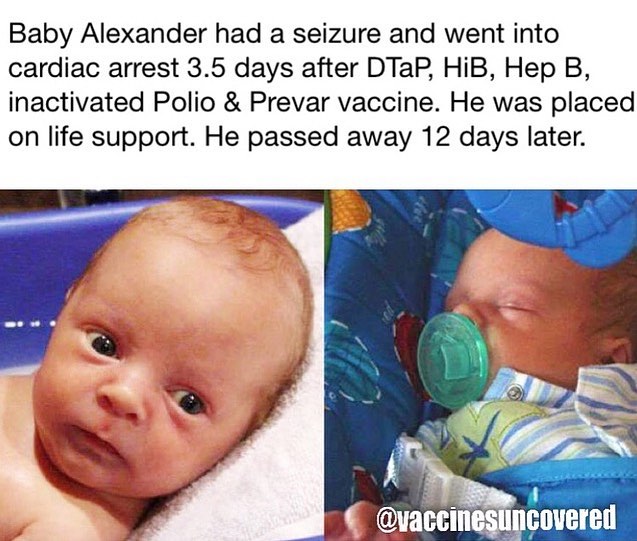 Baby Alexander had a seizure and went into
cardiac arrest 3.5 days after DTaP, HiB, Hep B,
inactivated Polio & Prevar vaccine. He was placed
on life support. He passed away 12 days later.
@vaccinesuncovered